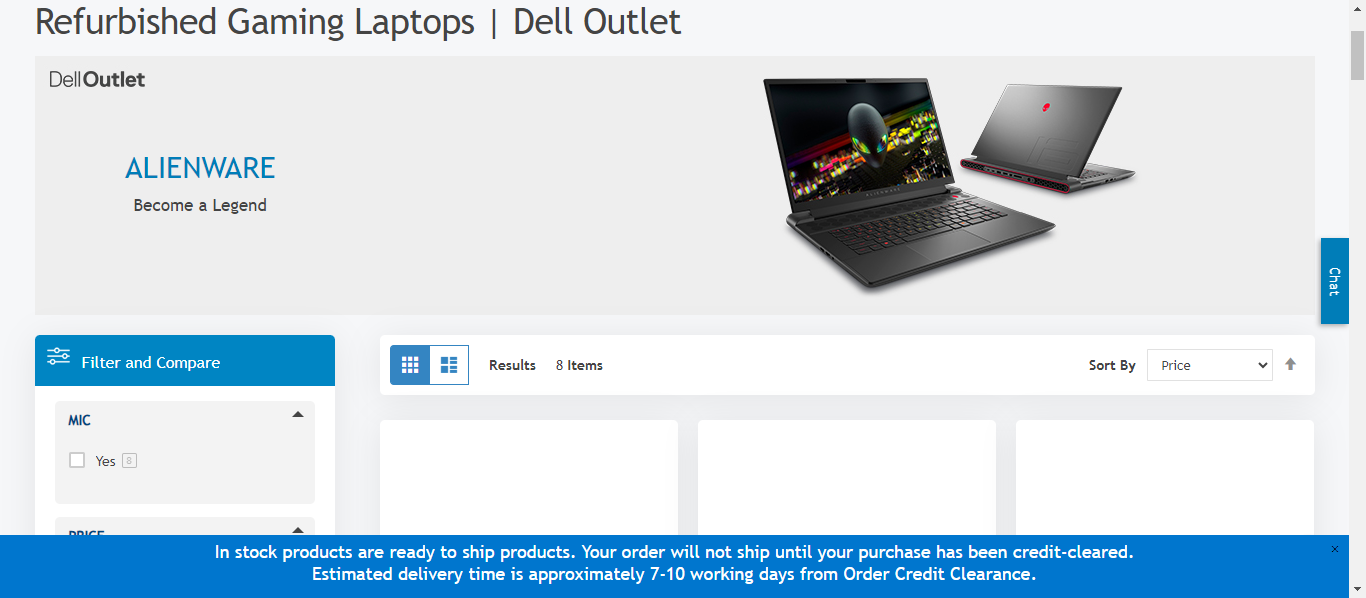 Refurbished Gaming Laptops | Dell Outlet
DellOutlet
ALIENWARE
Become a Legend
Chat
Filter and Compare
Results 8 Items
Sort By Price
MIC
Yes 8
PRICE
In stock products are ready to ship products. Your order will not ship until your purchase has been credit-cleared.
Estimated delivery time is approximately 7-10 working days from Order Credit Clearance.